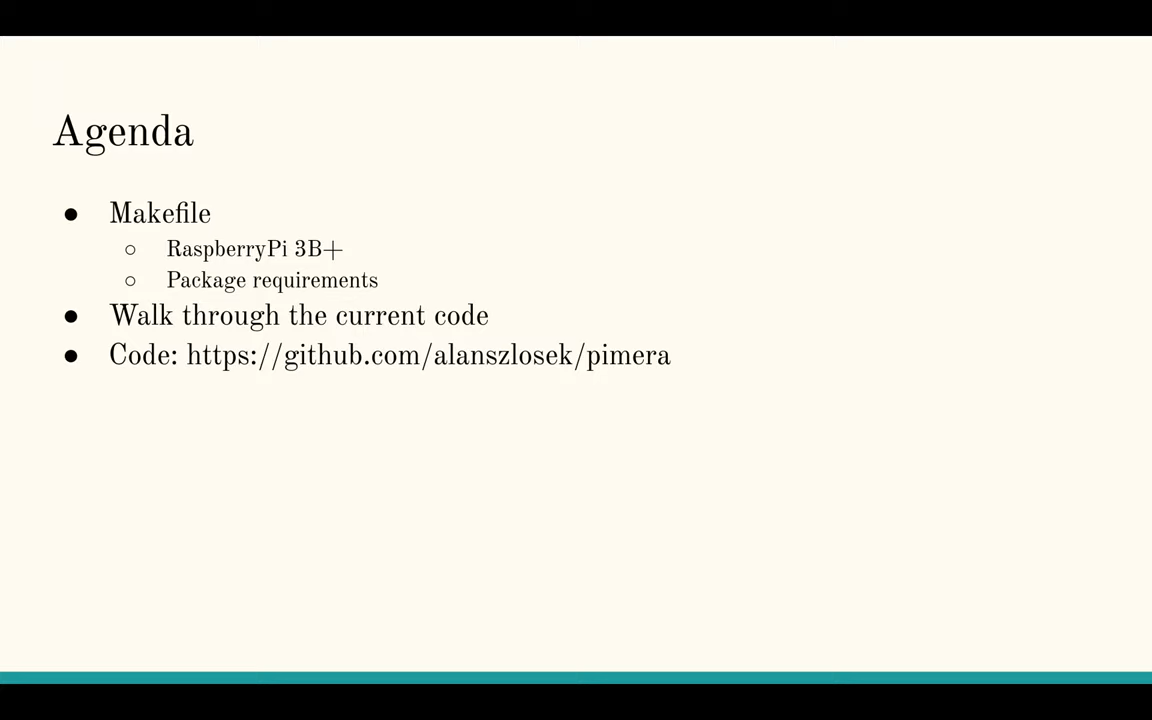 Agenda
● Makefile
○ RaspberryPi 3B+
○ Package requirements
● Walk through the current code
● Code: https://github.com/alanszlosek/pimera